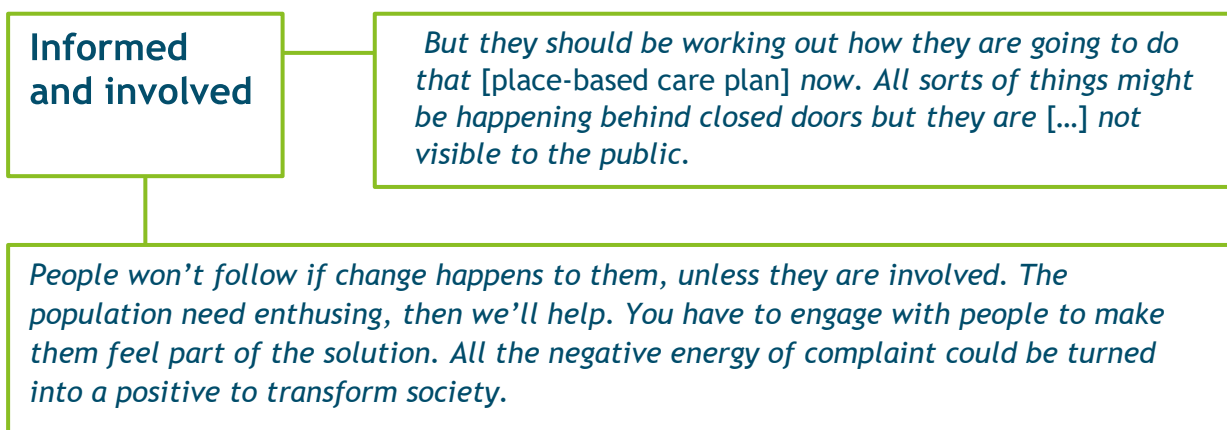 Informed
and involved
But they should be working out how they are going to do
that [place-based care plan] now. All sorts of things might
be happening behind closed doors but they are […] not
visible to the public.
People won’t follow if change happens to them, unless they are involved. The
population need enthusing, then we’ll help. You have to engage with people to make
them feel part of the solution. All the negative energy of complaint could be turned
into a positive to transform society.